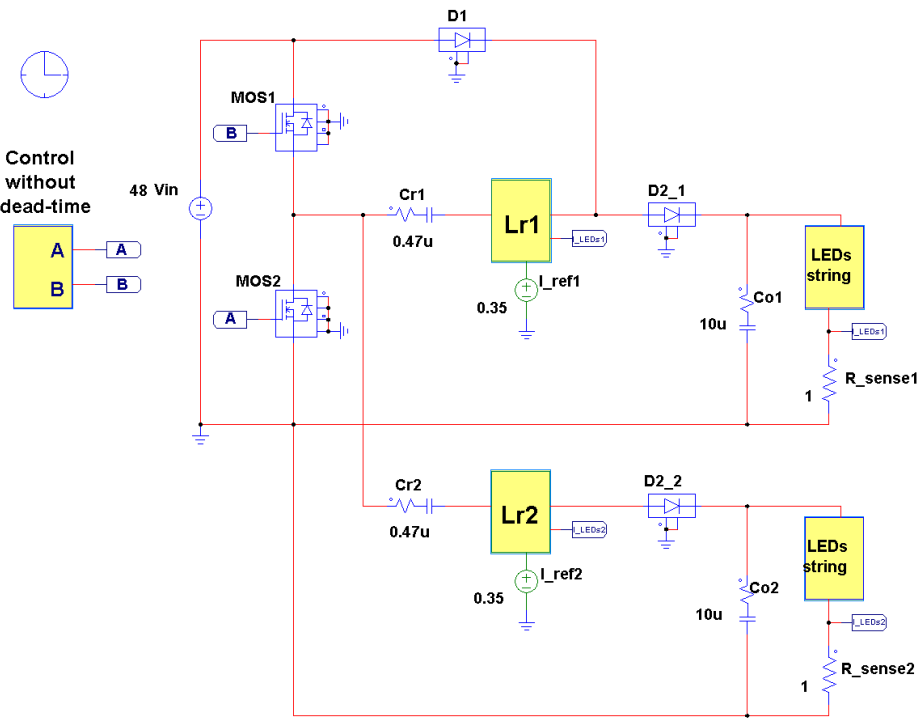 D1
MOS1
B
Control
without
dead-time
48 Vin
Cr1
0.47u
Lr1
D2_1
I_LEDs1
LEDs
string
A
A
B
B
MOS2
A
I_ref1
0.35
Co1
10u
I_LEDs1
R_sense1
1
Cr2
0.47u
Lr2
D2_2
I_LEDs2
LEDs
string
I_ref2
0.35
Co2
10u
I_LEDs2
R_sense2
1